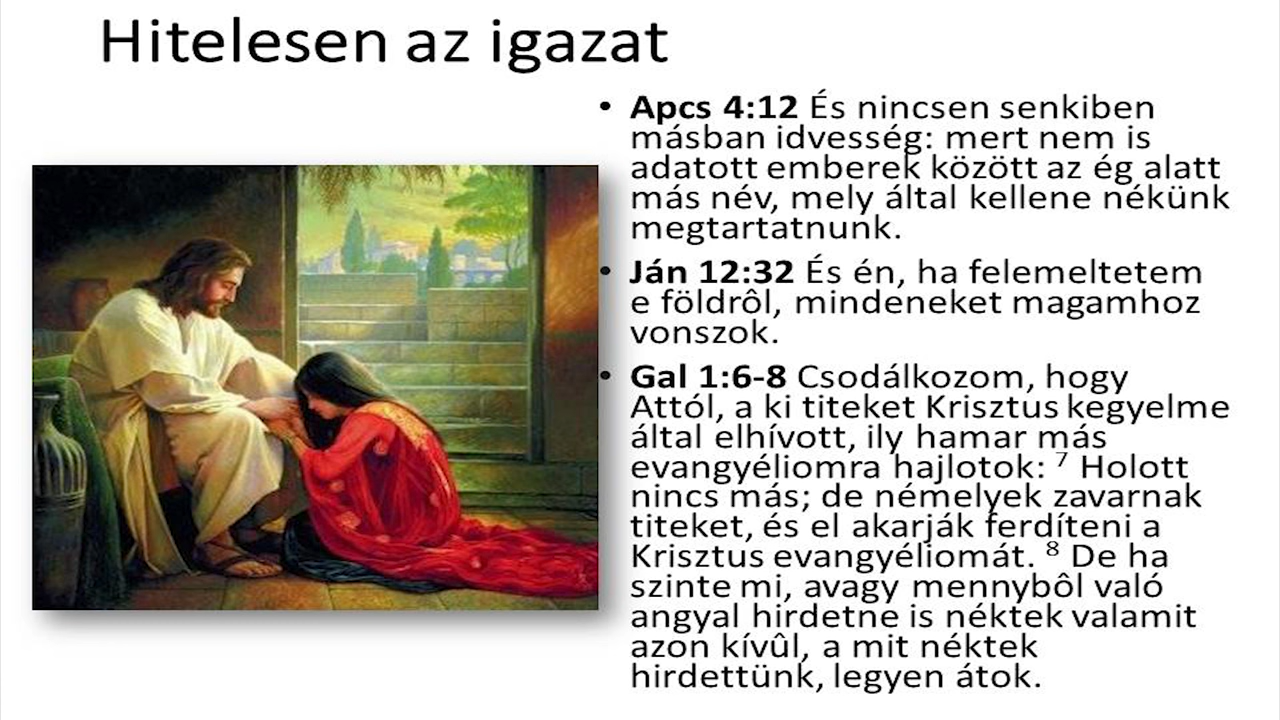 Hitelesen az igazat
• Apcs 4:12 És nincsen senkiben
másban idvesség: mert nem is
adatott emberek között az ég alatt
más név, mely által kellene nékünk
megtartatnunk.
• Ján 12:32 És én, ha felemeltetem
e földrôl, mindeneket magamhoz
vonszok.
• Gal 1:6-8 Csodálkozom, hogy
Attól, a ki titeket Krisztus kegyelme
által elhívott, ily hamar más
evangyéliomra hajlotok: ⁷ Holott
nincs más; de némelyek zavarnak
titeket, és el akarják ferdíteni a
Krisztus evangyéliomát. ⁸ De ha
szinte mi, avagy mennybôl való
angyal hirdetne is néktek valamit
azon kívûl, a mit néktek
hirdettünk, legyen átok.